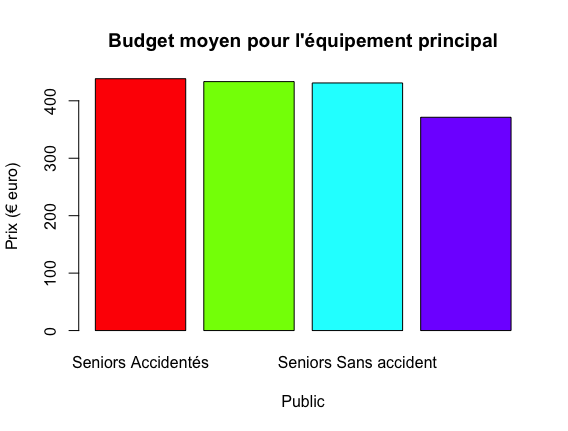 Budget moyen pour l'équipement principal
Prix (€ euro)
400
300
200
100
0
Seniors Accidentés
Seniors Sans accident
Public